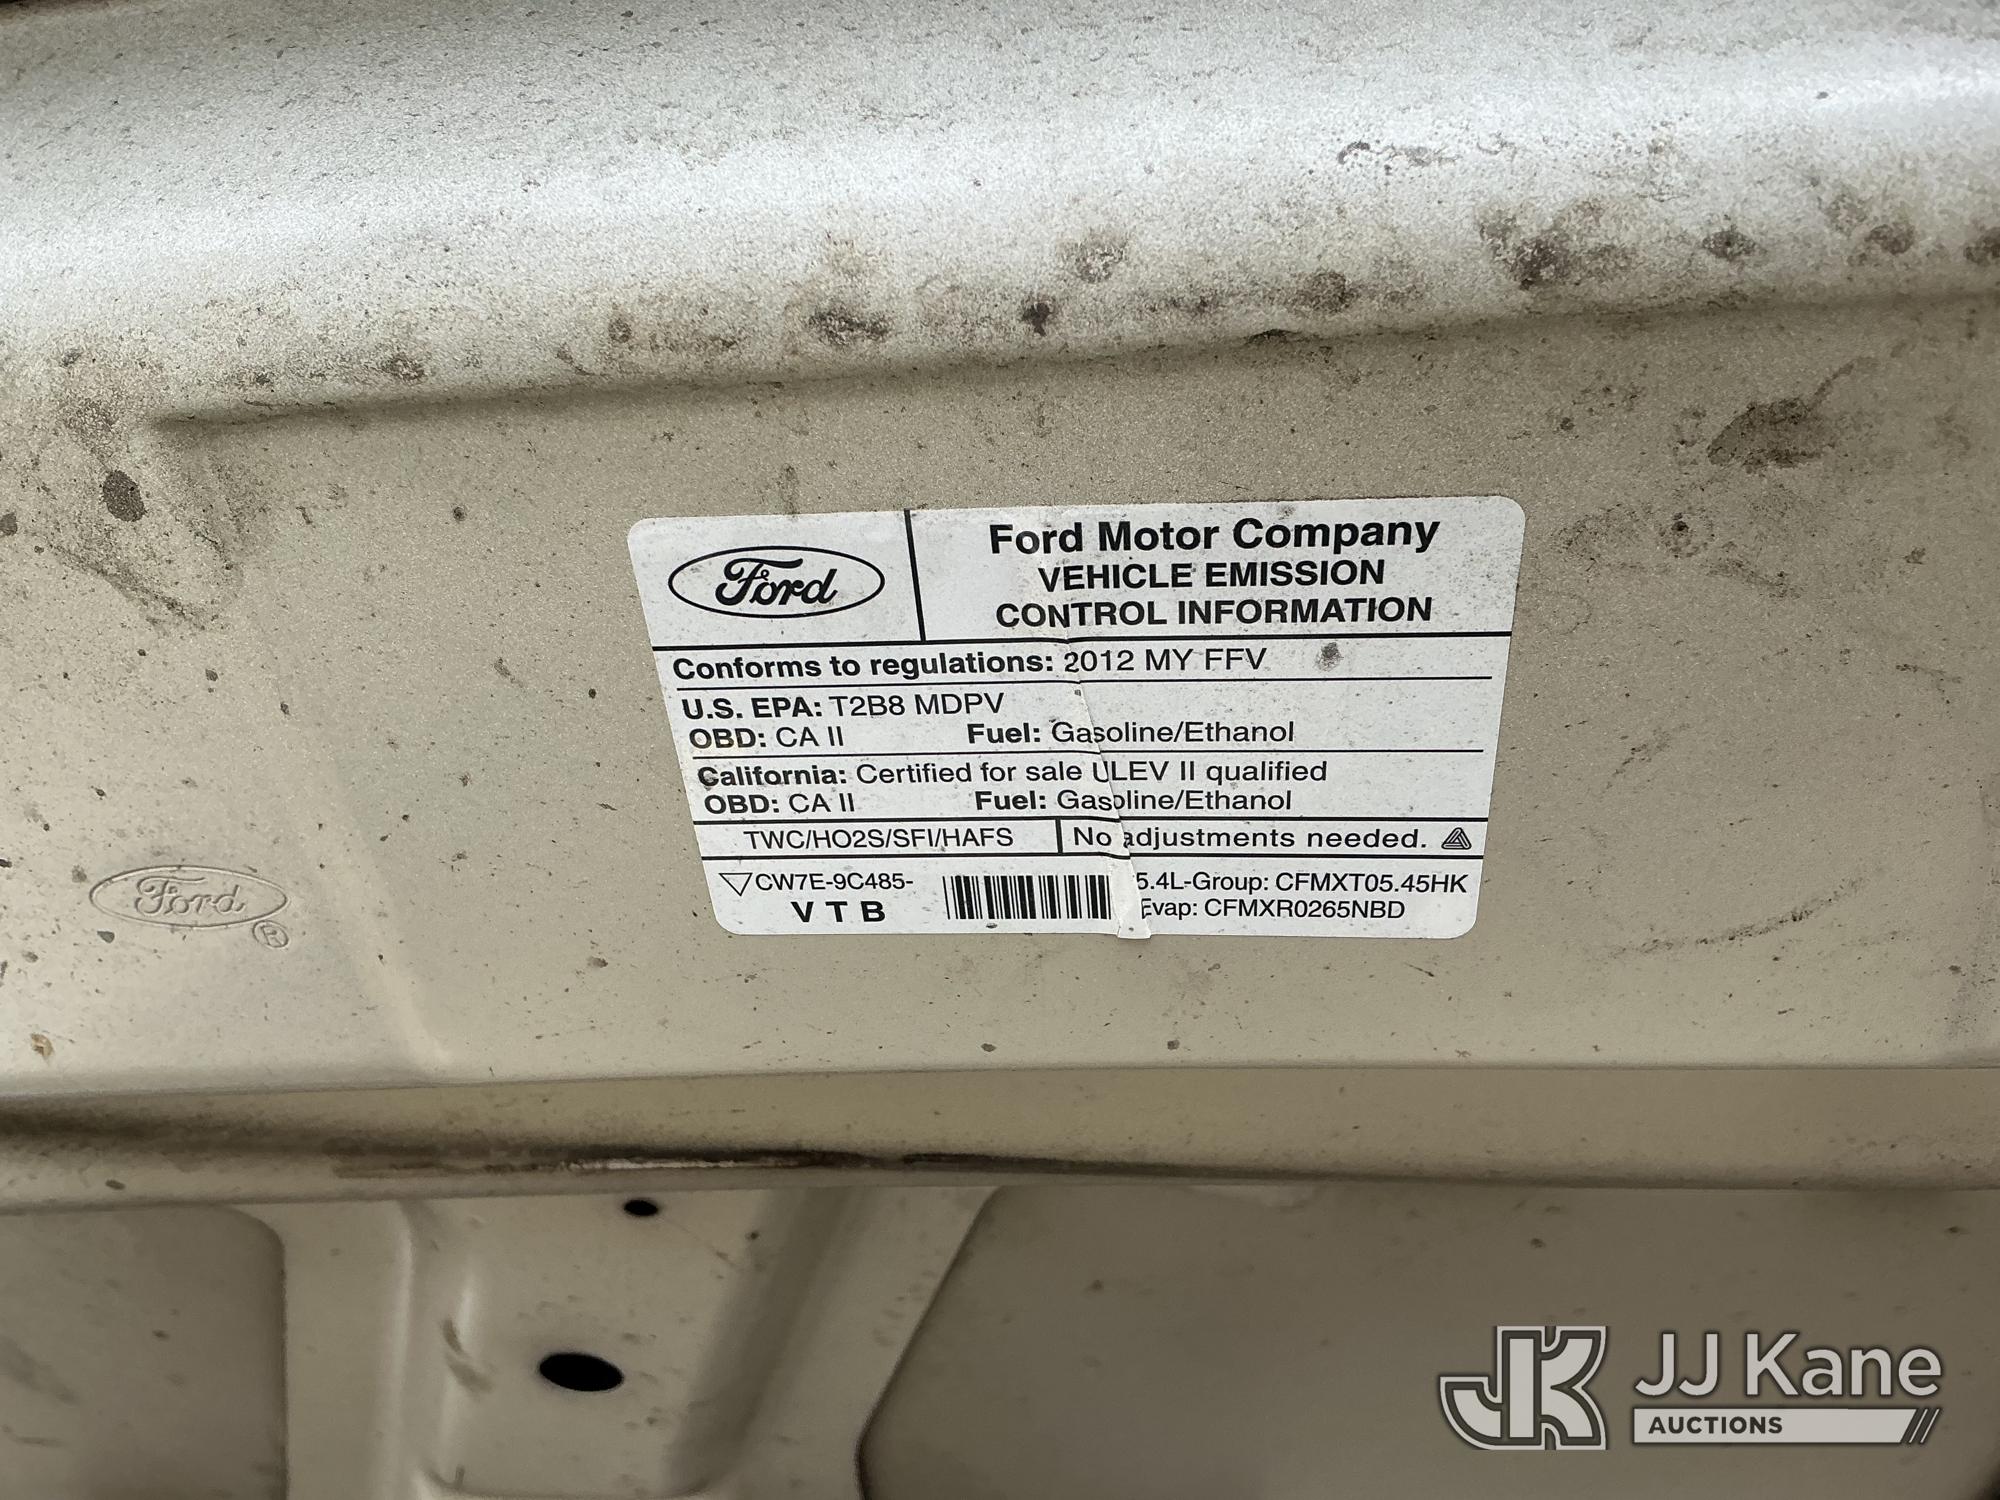 Ford
Ford Motor Company
VEHICLE EMISSION
CONTROL INFORMATION
Conforms to regulations: 2012 MY FFV
U.S. EPA: T2B8 MDPV
OBD: CA II Fuel: Gasoline/Ethanol
California: Certified for sale ULEV II qualified
OBD: CA II Fuel: Gasoline/Ethanol
TWC/HO2S/SFI/HAFS No adjustments needed.
CW7E-9C485-
V T B
5.4L-Group: CFMXT05.45HK
Evap: CFMXR0265NBD
Ford
®
JK JJ Kane
AUCTIONS